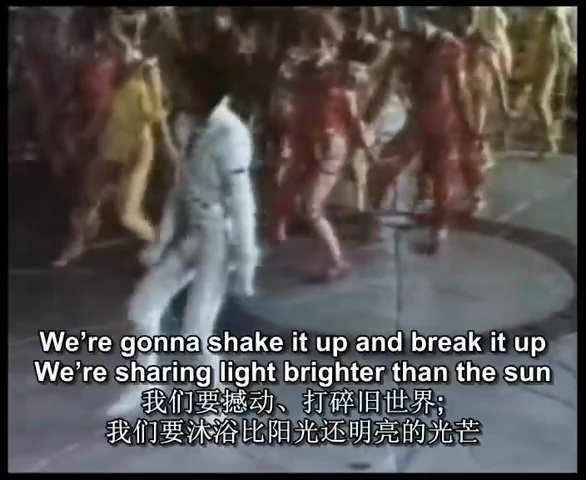 We're gonna shake it up and break it up
We're sharing light brighter than the sun
我们要撼动、打碎旧世界;
我们要沐浴比阳光还明亮的光芒